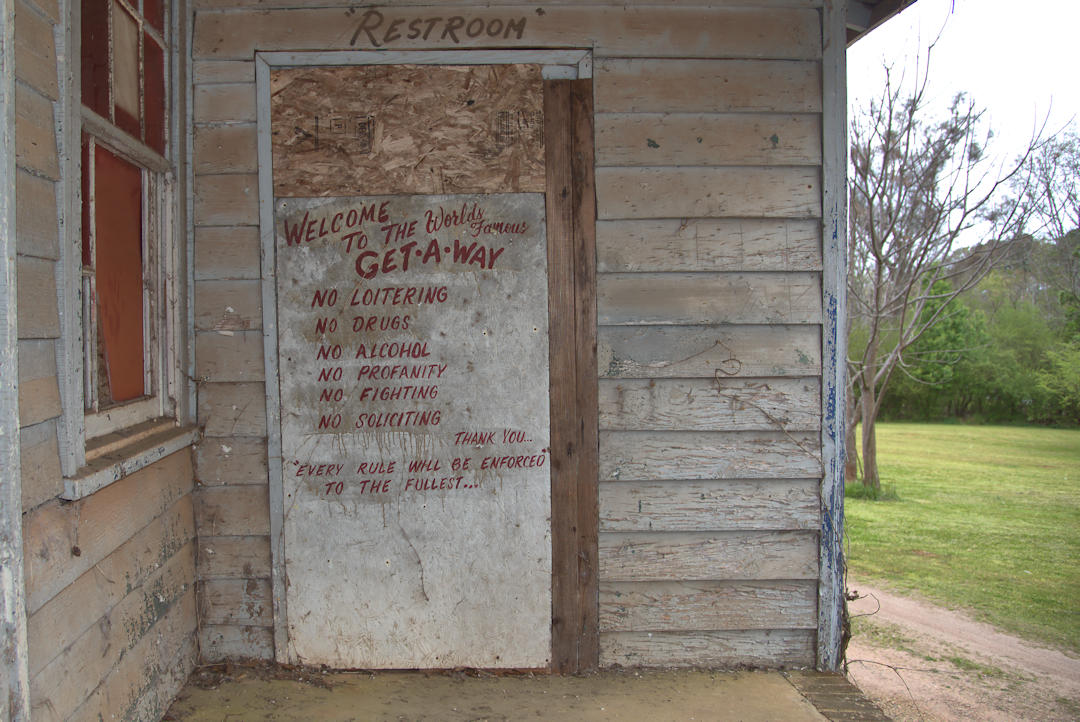 "RESTROOM"
WELCOME TO THE Worlds Famous
GET·A·WAY
NO LOITERING
NO DRUGS
NO ALCOHOL
NO PROFANITY
NO FIGHTING
NO SOLICITING
THANK YOU...
"EVERY RULE WILL BE ENFORCED"
TO THE FULLEST...